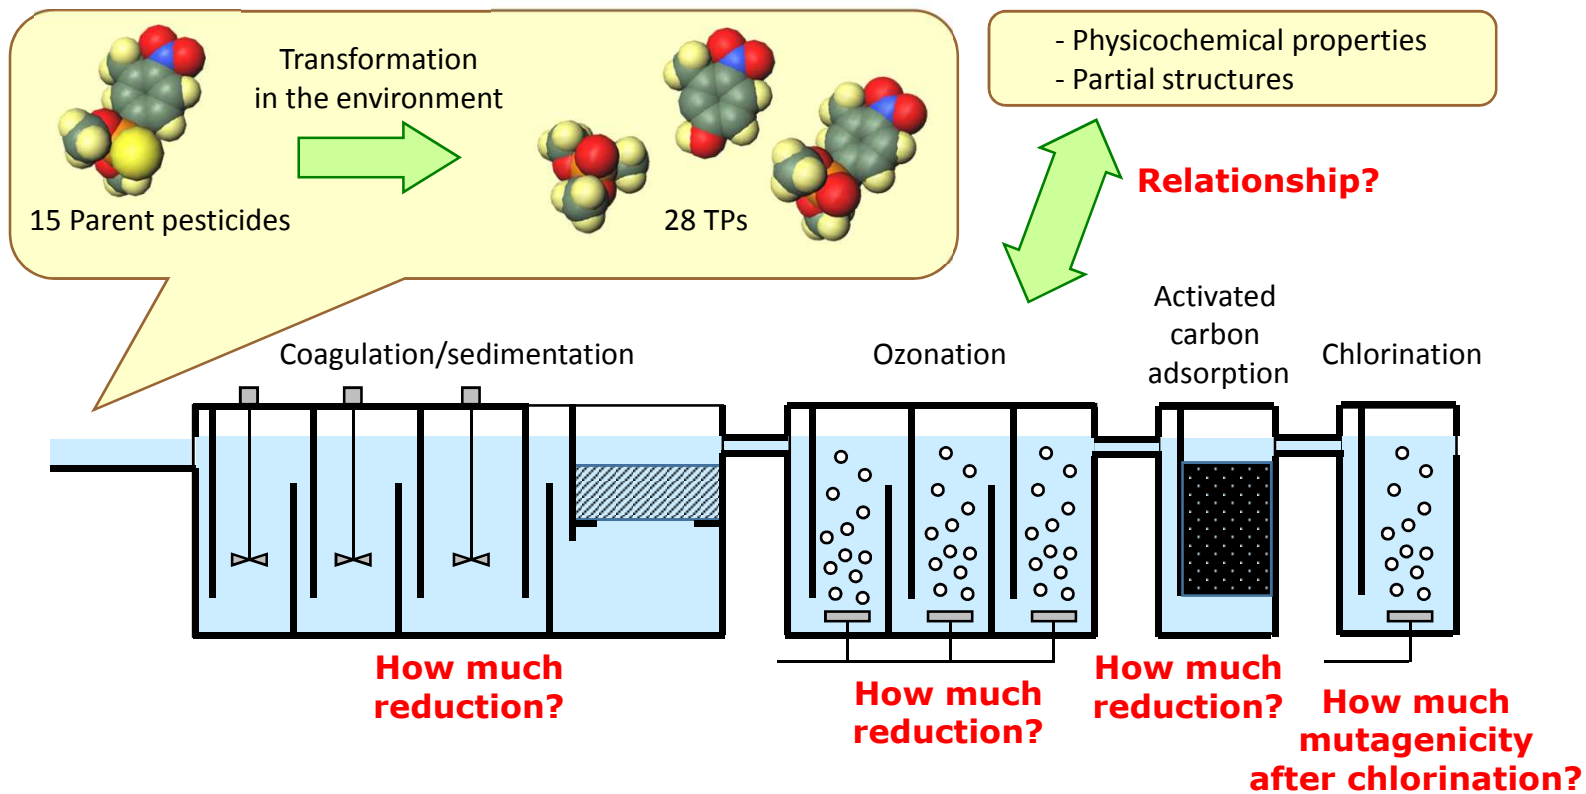 Transformation
in the environment
15 Parent pesticides
28 TPs
- Physicochemical properties
- Partial structures
Relationship?
Coagulation/sedimentation
Ozonation
Activated
carbon
adsorption
Chlorination
How much
reduction?
How much
reduction?
How much
reduction?
How much
mutagenicity
after chlorination?